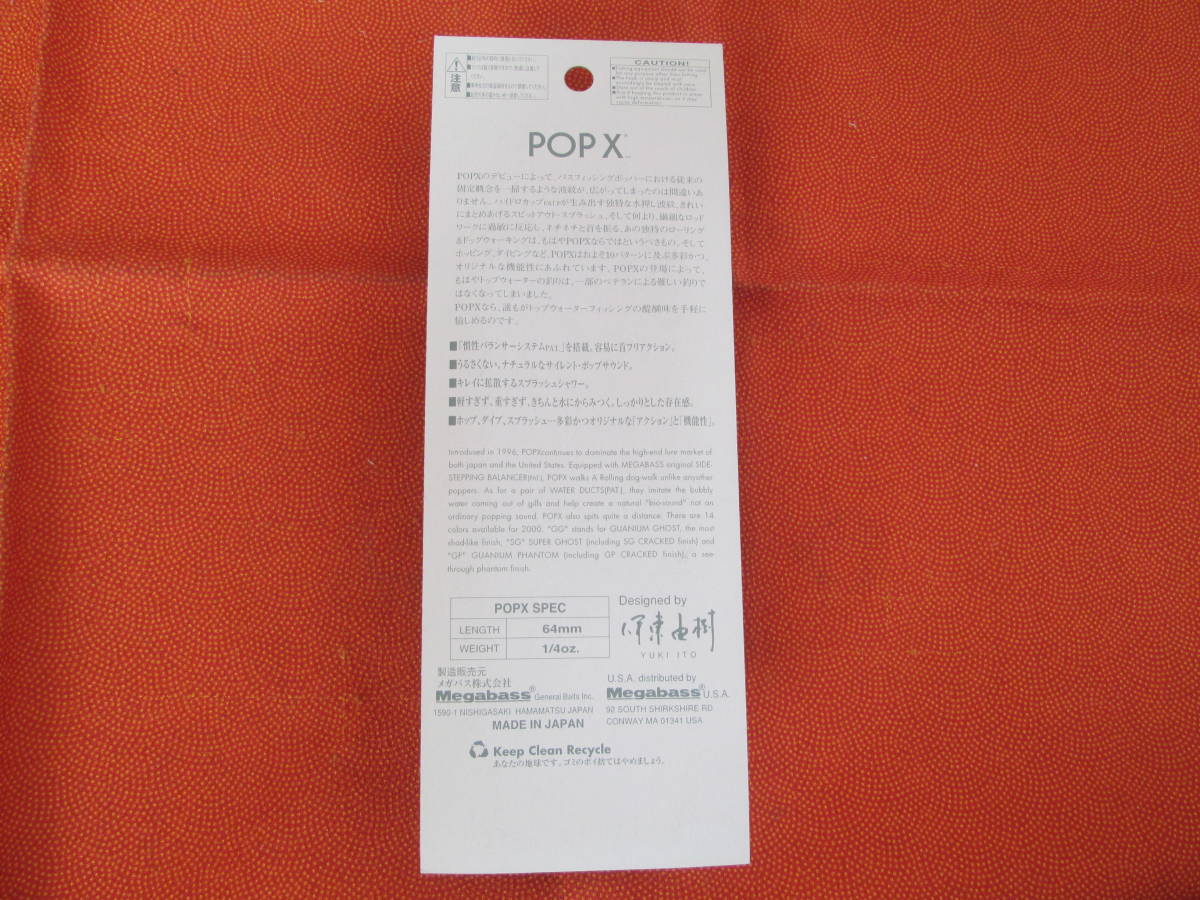 注意
CAUTION!
Fishing equipment should not be used
for any purpose other than fishing.
POP X
POPXのデビューによって、バスフィッシングポッパーにおける従来の
固定概念を一掃するような波紋が、広がってしまったのは間違いあ
りません。ハイドロカップPAT.Pが生み出す独特な水押し波紋、きれい
にまとめあげるスピットアウト・スプラッシュ、そして何より、繊細なロッド
ワークに過敏に反応し、ネチネチと首を振る、あの独特のローリング
&ドッグウォーキングは、もはやPOPXならではというべきもの。そして
ポッピング、ダイビングなど、POPXはおよそ10パターンに及ぶ多彩かつ、
オリジナルな機能性にあふれています。POPXの登場によって、
もはやトップウォーターの釣りは、一部のベテランによる難しい釣りで
はなくなってしまいました。
POPXなら、誰もがトップウォーターフィッシングの醍醐味を手軽に
愉しめるのです。
■「慣性バランサーシステムPAT.」を搭載。容易に首フリアクション。
■うるさくない、ナチュラルなサイレント・ポップサウンド。
■キレイに拡散するスプラッシュシャワー。
■軽すぎず、重すぎず、きちんと水にからみつく。しっかりとした存在感。
■ホップ、ダイブ、スプラッシュ…多彩かつオリジナルな「アクション」と「機能性」。
Introdused in 1996, POPXcontinues to dominate the high-end lure market of
both japan and the United States. Equipped with MEGABASS original SIDE-
STEPPING BALANCER(PAT.), POPX walks A Rolling dog-walk unlike anyother
poppers. As for a pair of WATER DUCTS(PAT.), they imitate the bubbly
water coming out of gills and help create a natural "bio-sound" not an
ordinary popping sound. POPX also spits quite a distance. There are 14
colors available for 2000. "GG" stands for GUANIUM GHOST, the most
shad-like finish, "SG" SUPER GHOST (including SG CRACKED finish) and
"GP" GUANIUM PHANTOM (including GP CRACKED finish), a see-
through phantom finish.
POPX SPEC
LENGTH 64mm
WEIGHT 1/4oz.
Designed by
伊東由樹
YUKI ITO
製造販売元
メガバス株式会社
Megabass® General Baits Inc.
1590-1 NISHIGASAKI HAMAMATSU JAPAN
MADE IN JAPAN
U.S.A. distributed by
Megabass® U.S.A.
92 SOUTH SHIRKSHIRE RD.
CONWAY MA 01341 USA
Keep Clean Recycle
あなたの地球です。ゴミのポイ捨てはやめましょう。